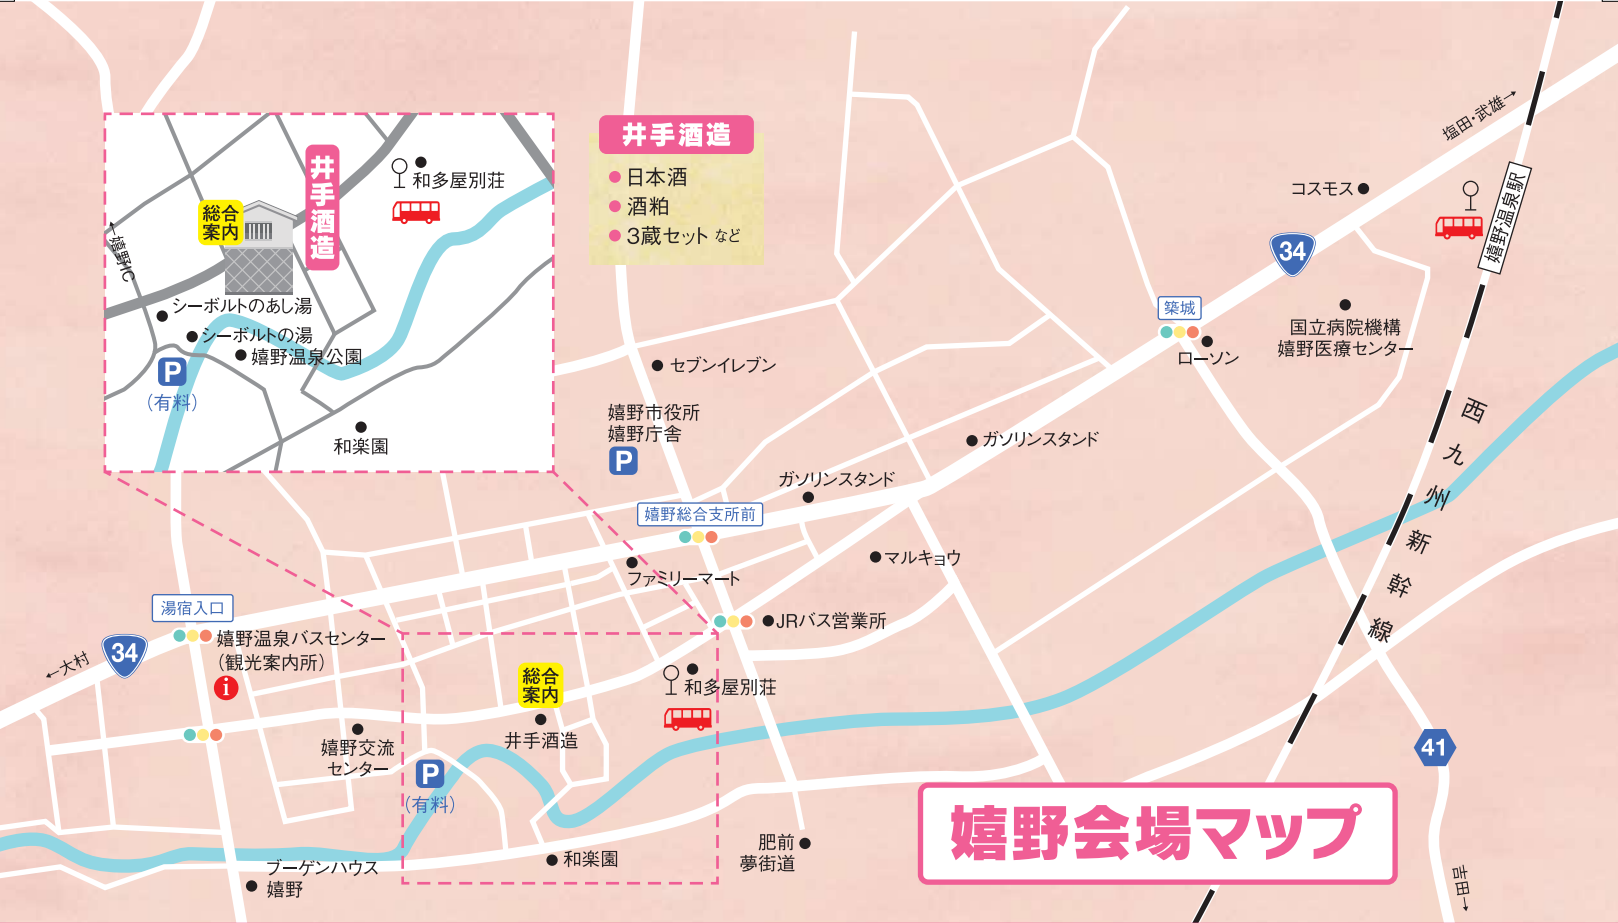 井手酒造
総合
案内
←嬉野IC
和多屋別荘
シーボルトのあし湯
シーボルトの湯
嬉野温泉公園
P
(有料)
和楽園
井手酒造
日本酒
酒粕
3蔵セット など
塩田・武雄→
コスモス
嬉野温泉駅
34
築城
ローソン
国立病院機構
嬉野医療センター
セブンイレブン
嬉野市役所
嬉野庁舎
P
ガソリンスタンド
ガソリンスタンド
西九州新幹線
嬉野総合支所前
ファミリーマート
マルキョウ
JRバス営業所
湯宿入口
嬉野温泉バスセンター
(観光案内所)
i
←大村
34
総合
案内
井手酒造
和多屋別荘
嬉野交流
センター
P
(有料)
41
嬉野会場マップ
肥前
夢街道
和楽園
ブーゲンハウス
嬉野
吉田→